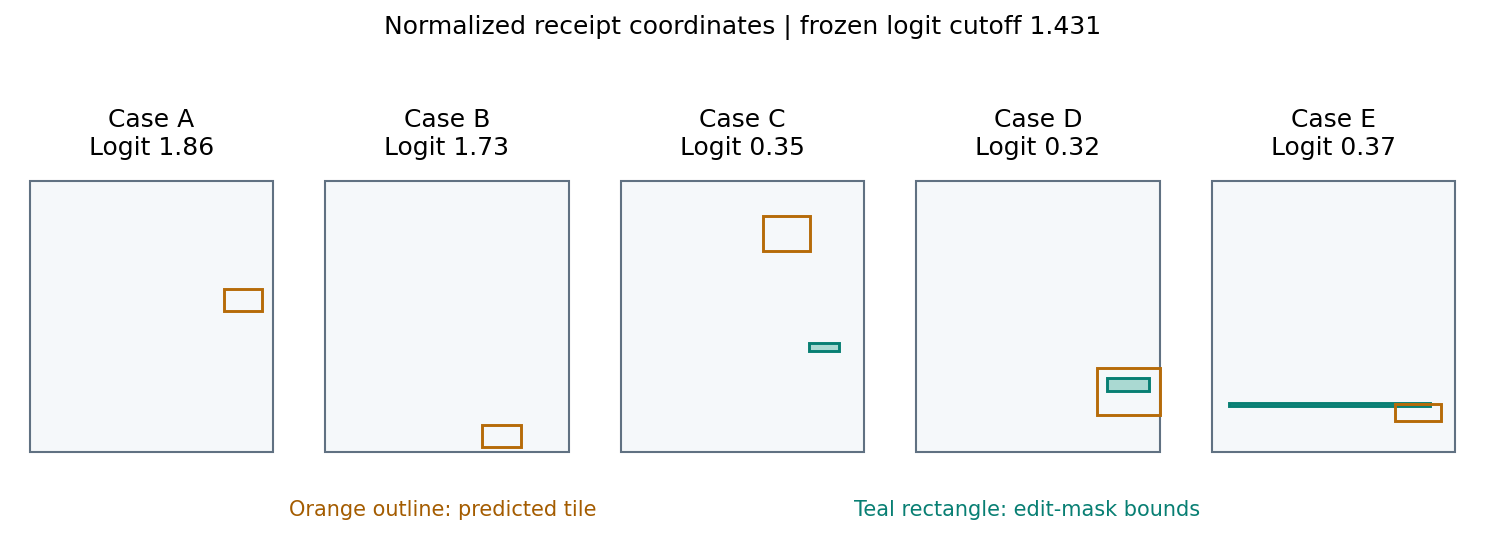 Normalized receipt coordinates | frozen logit cutoff 1.431
Case A
Logit 1.86
Case B
Logit 1.73
Case C
Logit 0.35
Case D
Logit 0.32
Case E
Logit 0.37
Orange outline: predicted tile
Teal rectangle: edit-mask bounds